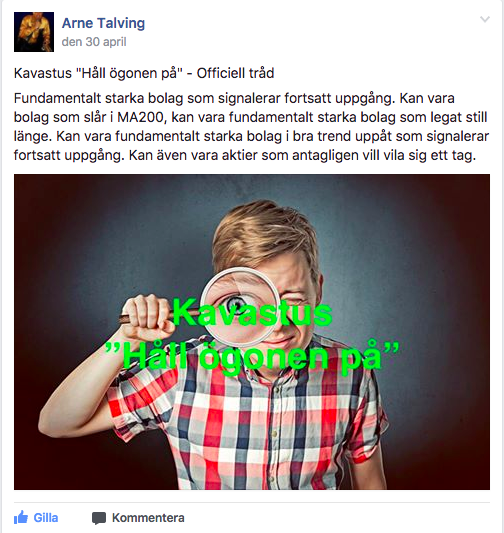 Arne Talving
den 30 april
Kavastus "Håll ögonen på" - Officiell tråd
Fundamentalt starka bolag som signalerar fortsatt uppgång. Kan vara
bolag som slår i MA200, kan vara fundamentalt starka bolag som legat still
länge. Kan vara fundamentalt starka bolag i bra trend uppåt som signalerar
fortsatt uppgång. Kan även vara aktier som antagligen vill vila sig ett tag.
Kavastus
”Håll ögonen på”
Gilla
Kommentera